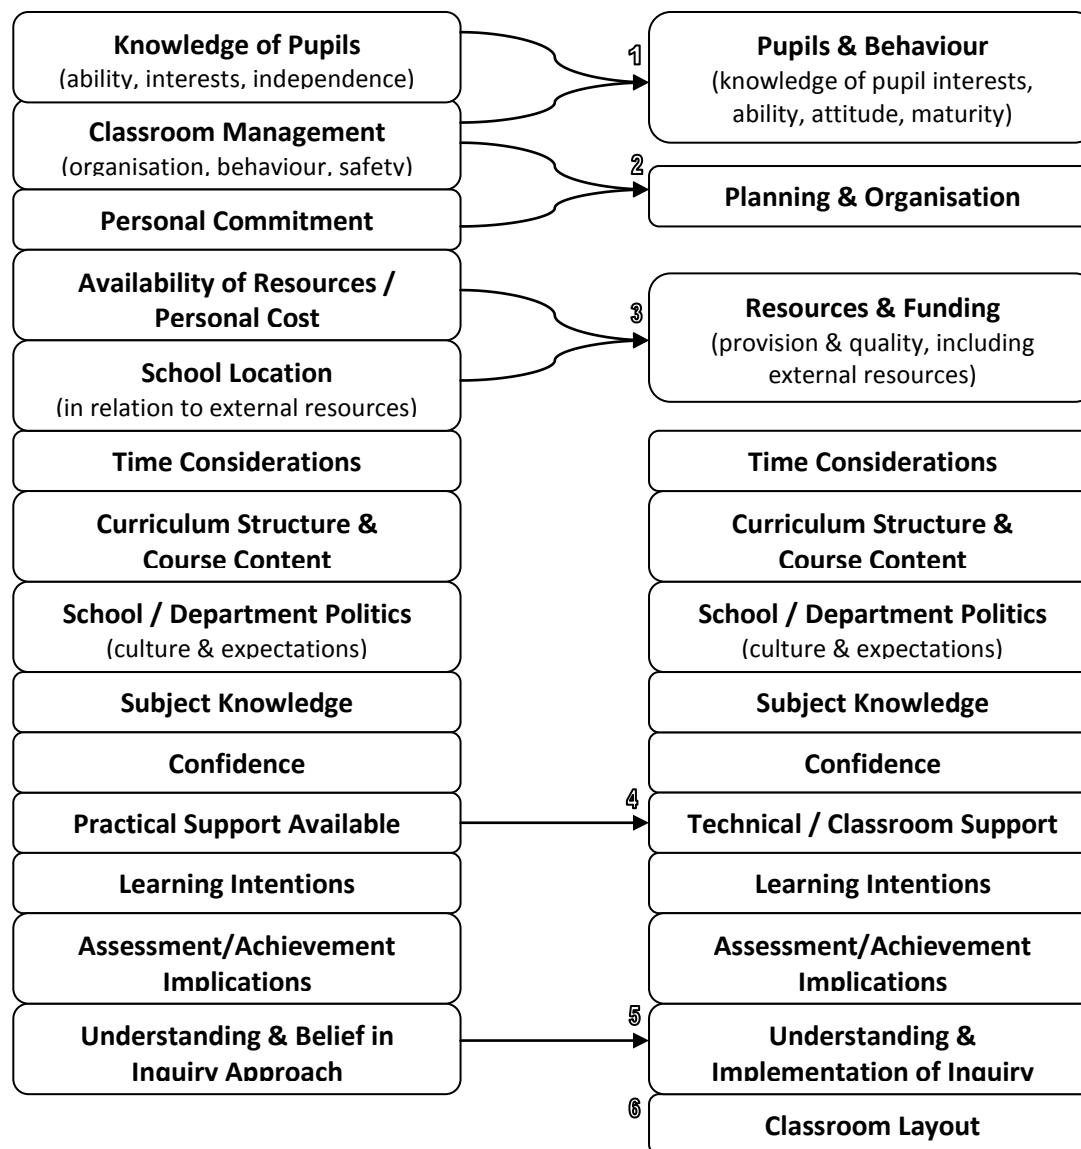 Knowledge of Pupils
(ability, interests, independence)
Classroom Management
(organisation, behaviour, safety)
Personal Commitment
Availability of Resources /
Personal Cost
School Location
(in relation to external resources)
Time Considerations
Curriculum Structure &
Course Content
School / Department Politics
(culture & expectations)
Subject Knowledge
Confidence
Practical Support Available
Learning Intentions
Assessment/Achievement
Implications
Understanding & Belief in
Inquiry Approach
1
Pupils & Behaviour
(knowledge of pupil interests,
ability, attitude, maturity)
2
Planning & Organisation
3
Resources & Funding
(provision & quality, including
external resources)
Time Considerations
Curriculum Structure &
Course Content
School / Department Politics
(culture & expectations)
Subject Knowledge
Confidence
4
Technical / Classroom Support
Learning Intentions
Assessment/Achievement
Implications
5
Understanding &
Implementation of Inquiry
6
Classroom Layout